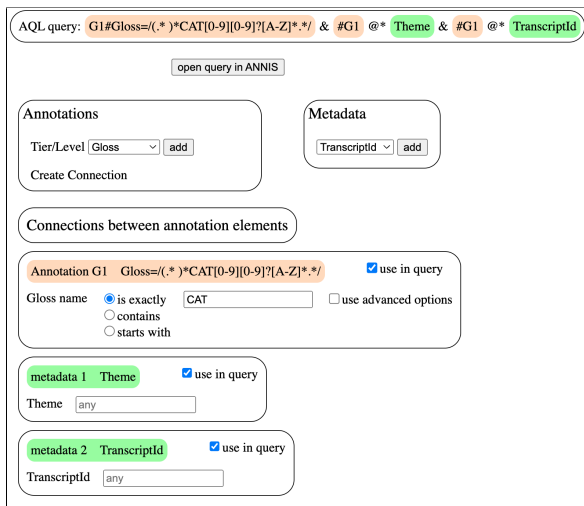 AQL query: G1#Gloss=/(.* )*CAT[0-9][0-9]?[A-Z]*.*/ & #G1 @* Theme & #G1 @* TranscriptId
open query in ANNIS
Annotations
Tier/Level Gloss add
Create Connection
Metadata
TranscriptId add
Connections between annotation elements
Annotation G1 Gloss=/(.* )*CAT[0-9][0-9]?[A-Z]*.*/ use in query
Gloss name is exactly CAT use advanced options
contains
starts with
metadata 1 Theme use in query
Theme any
metadata 2 TranscriptId use in query
TranscriptId any